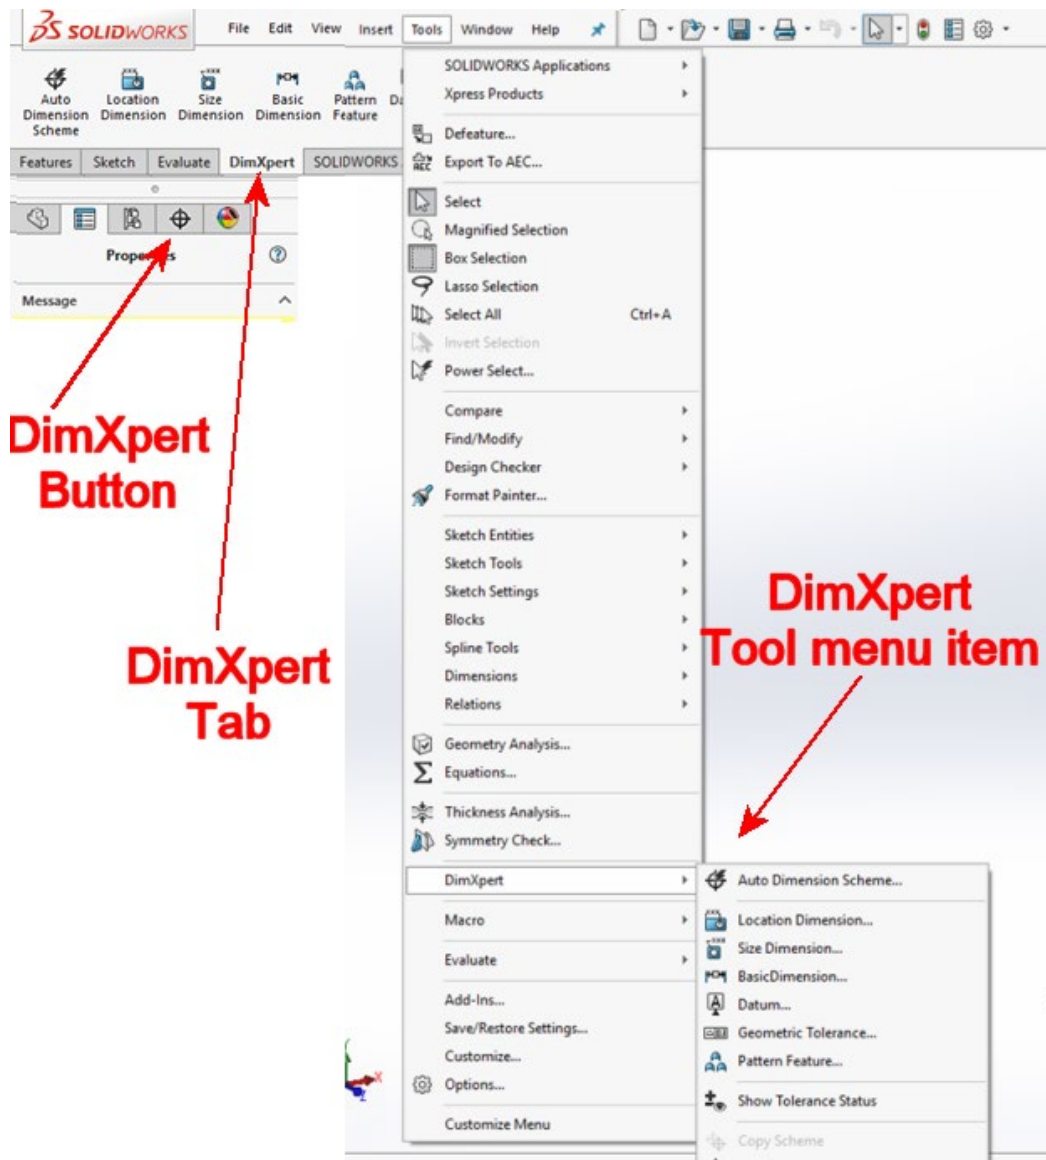 SOLIDWORKS File Edit View Insert Tools Window Help
Auto Dimension Scheme
Location Dimension
Size Dimension
Basic Dimension
Pattern Feature
Da
Features Sketch Evaluate DimXpert SOLIDWORKS
Properties
Message
DimXpert
Button
DimXpert
Tab
SOLIDWORKS Applications
Xpress Products
Defeature...
Export To AEC...
Select
Magnified Selection
Box Selection
Lasso Selection
Select All Ctrl+A
Invert Selection
Power Select...
Compare
Find/Modify
Design Checker
Format Painter...
Sketch Entities
Sketch Tools
Sketch Settings
Blocks
Spline Tools
Dimensions
Relations
Geometry Analysis...
Equations...
Thickness Analysis...
Symmetry Check...
DimXpert
Macro
Evaluate
Add-Ins...
Save/Restore Settings...
Customize...
Options...
Customize Menu
DimXpert
Tool menu item
Auto Dimension Scheme...
Location Dimension...
Size Dimension...
BasicDimension...
Datum...
Geometric Tolerance...
Pattern Feature...
Show Tolerance Status
Copy Scheme